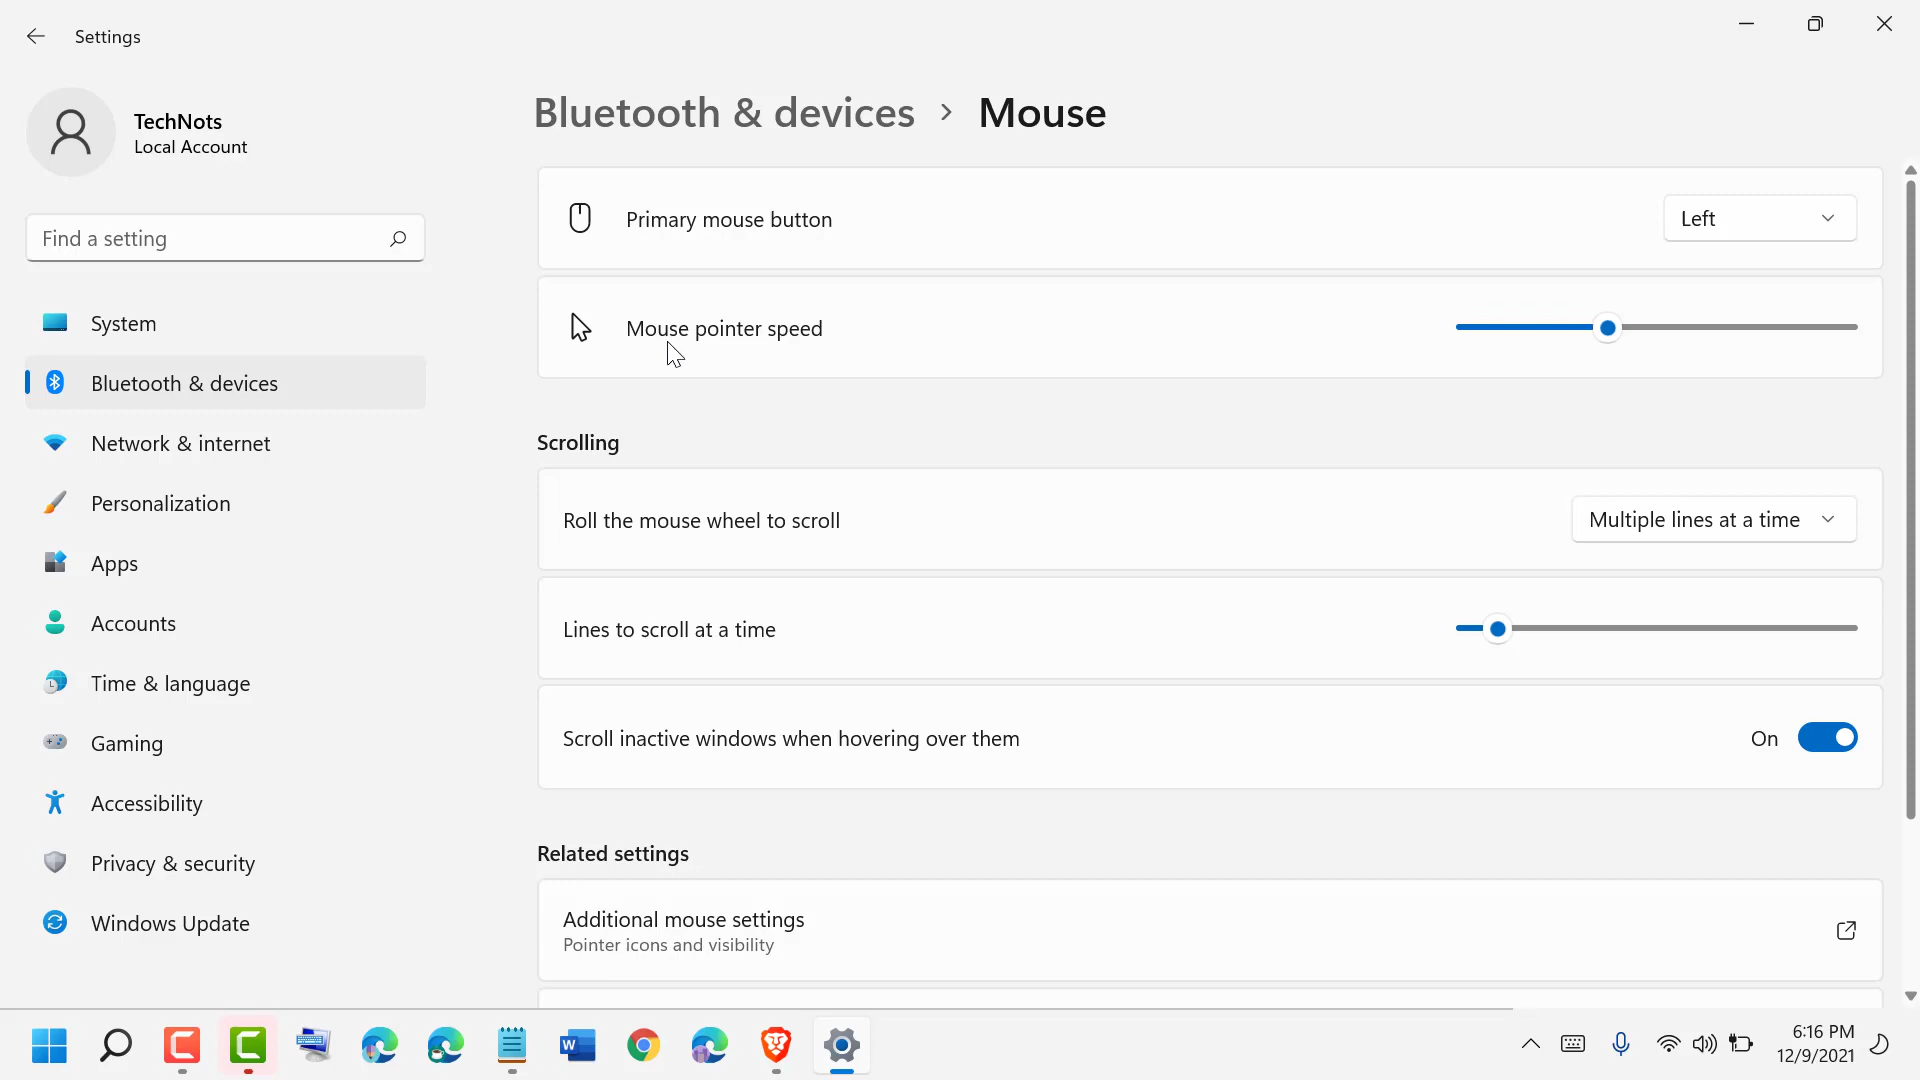 Settings
TechNots
Local Account
Find a setting
System
Bluetooth & devices
Network & internet
Personalization
Apps
Accounts
Time & language
Gaming
Accessibility
Privacy & security
Windows Update
Bluetooth & devices › Mouse
Primary mouse button
Left
Mouse pointer speed
Scrolling
Roll the mouse wheel to scroll
Multiple lines at a time
Lines to scroll at a time
Scroll inactive windows when hovering over them
On
Related settings
Additional mouse settings
Pointer icons and visibility
6:16 PM
12/9/2021